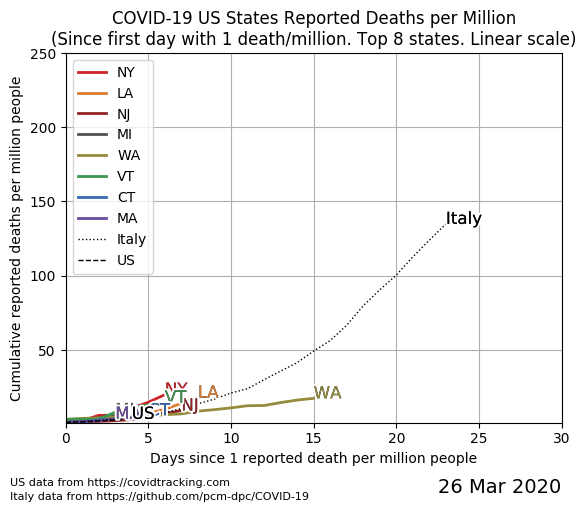 COVID-19 US States Reported Deaths per Million
(Since first day with 1 death/million. Top 8 states. Linear scale)
250
200
150
100
50
0
5
10
15
20
25
30
Cumulative reported deaths per million people
Days since 1 reported death per million people
NY
LA
NJ
MI
WA
VT
CT
MA
Italy
US
Italy
NY
VT
LA
NJ
WA
US
US data from https://covidtracking.com
Italy data from https://github.com/pcm-dpc/COVID-19
26 Mar 2020